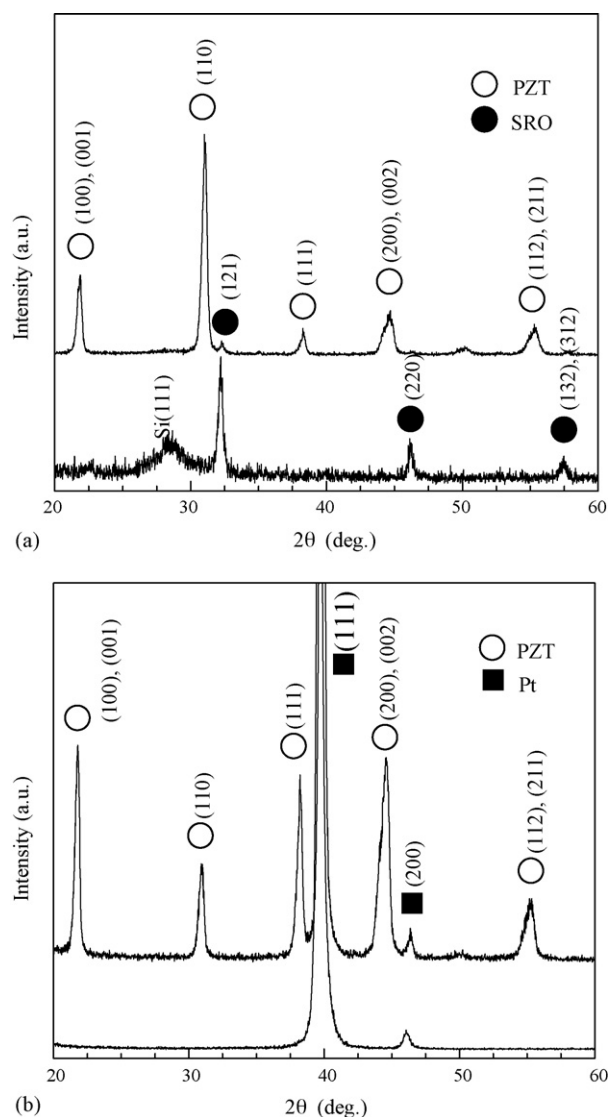 (110)
PZT
SRO
(100), (001)
(200), (002)
(112), (211)
(121)
(111)
Intensity (a.u.)
Si(111)
(220)
(132), (312)
20
30
40
50
60
(a)
2θ (deg.)
(111)
(100), (001)
(111)
(200), (002)
PZT
Pt
(110)
(200)
(112), (211)
Intensity (a.u.)
20
30
40
50
60
(b)
2θ (deg.)